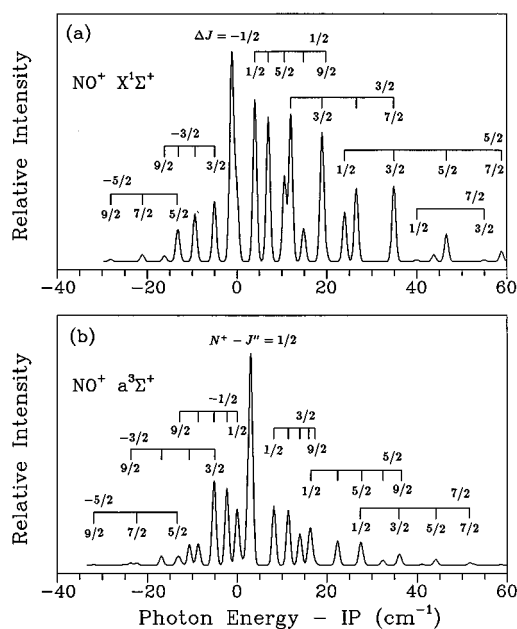 (a)
ΔJ = −1/2
1/2
1/2 5/2 9/2
NO⁺ X¹Σ⁺
3/2
3/2 7/2
−3/2
9/2 5/2 3/2
5/2
1/2 3/2 5/2 7/2
−5/2
9/2 7/2 5/2
7/2
1/2 3/2
Relative Intensity
−40 −20 0 20 40 60
(b)
N⁺ − J″ = 1/2
NO⁺ a³Σ⁺
−1/2
9/2 1/2
3/2
1/2 9/2
−3/2
9/2 3/2
5/2
1/2 5/2 9/2
−5/2
9/2 7/2 5/2
7/2
1/2 3/2 5/2 7/2
Relative Intensity
−40 −20 0 20 40 60
Photon Energy − IP (cm⁻¹)